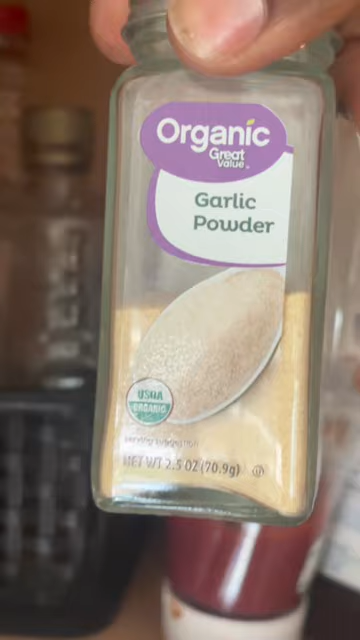 Organic
Great
Value
Garlic
Powder
USDA
ORGANIC
NET WT 2.5 OZ (70.9g)